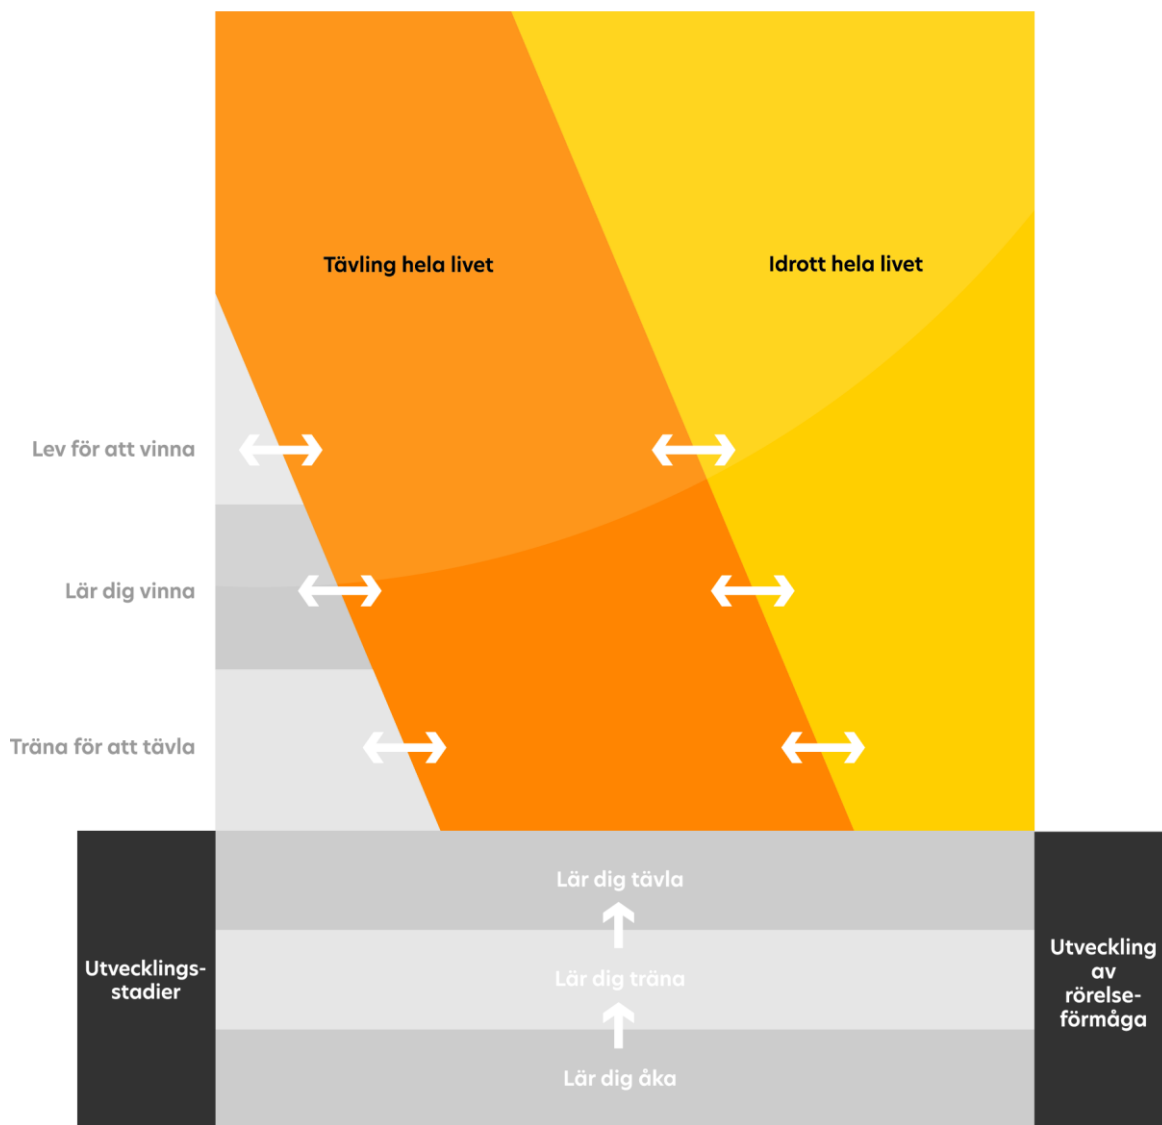 Tävling hela livet
Idrott hela livet
Lev för att vinna
Lär dig vinna
Träna för att tävla
Lär dig tävla
Utvecklings-
stadier
Lär dig träna
Utveckling
av
rörelse-
förmåga
Lär dig åka